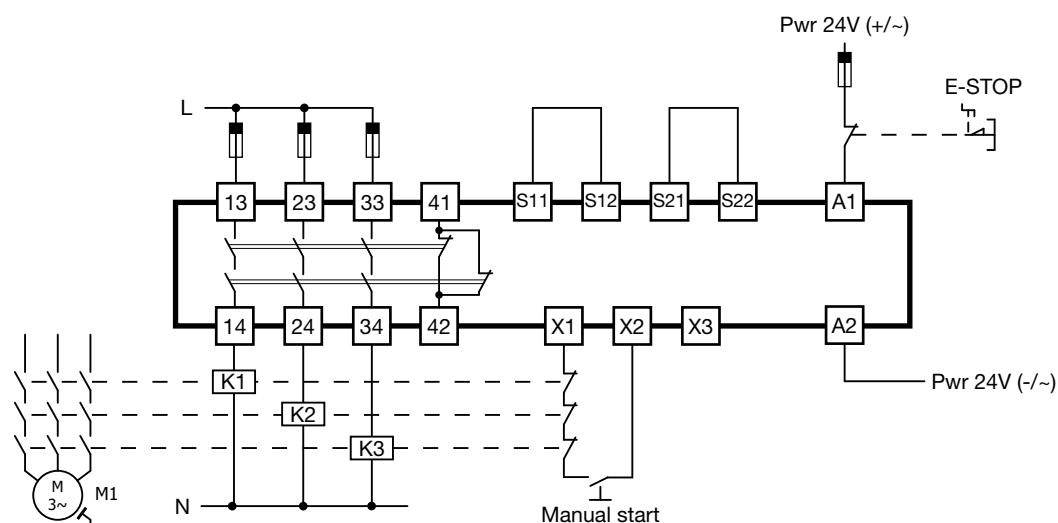 Pwr 24V (+/~)
E-STOP
L
13 23 33 41 S11 S12 S21 S22 A1
14 24 34 42 X1 X2 X3 A2
K1
Pwr 24V (-/~)
K2
K3
M
3~
M1
N
Manual start